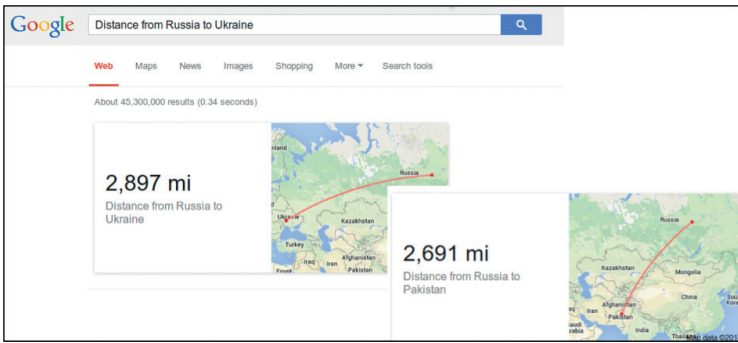 Google
Distance from Russia to Ukraine
Web Maps News Images Shopping More Search tools
About 45,300,000 results (0.34 seconds)
2,897 mi
Distance from Russia to
Ukraine
Russia
Ukraine
Kazakhstan
Turkey
Iraq
Iran
Afghanistan
Pakistan
2,691 mi
Distance from Russia to
Pakistan
Russia
Kazakhstan
Mongolia
Afghanistan
China
Iran
Pakistan
India